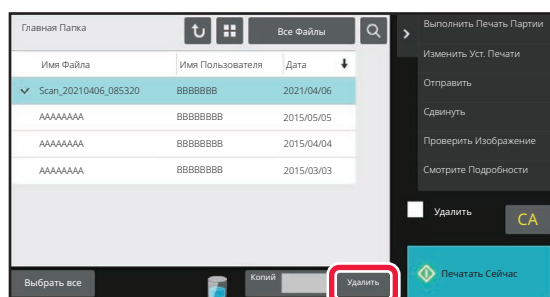 Главная Папка
Все Файлы
Имя Файла Имя Пользователя Дата
Scan_20210406_085320 BBBBBBB 2021/04/06
AAAAAAAA BBBBBBBB 2015/05/05
AAAAAAAA BBBBBBBB 2015/04/04
AAAAAAAA BBBBBBBB 2015/03/03
Выбрать все
Копий
Удалить
Выполнить Печать Партии
Изменить Уст. Печати
Отправить
Сдвинуть
Проверить Изображение
Смотрите Подробности
Удалить
CA
Печатать Сейчас